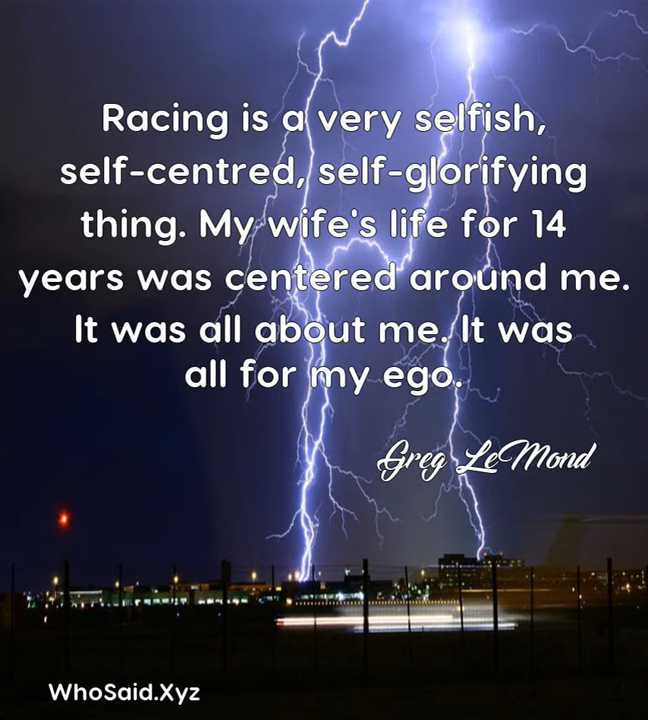 Racing is a very selfish,
self-centred, self-glorifying
thing. My wife's life for 14
years was centered around me.
It was all about me. It was
all for my ego.
Greg LeMond
WhoSaid.Xyz